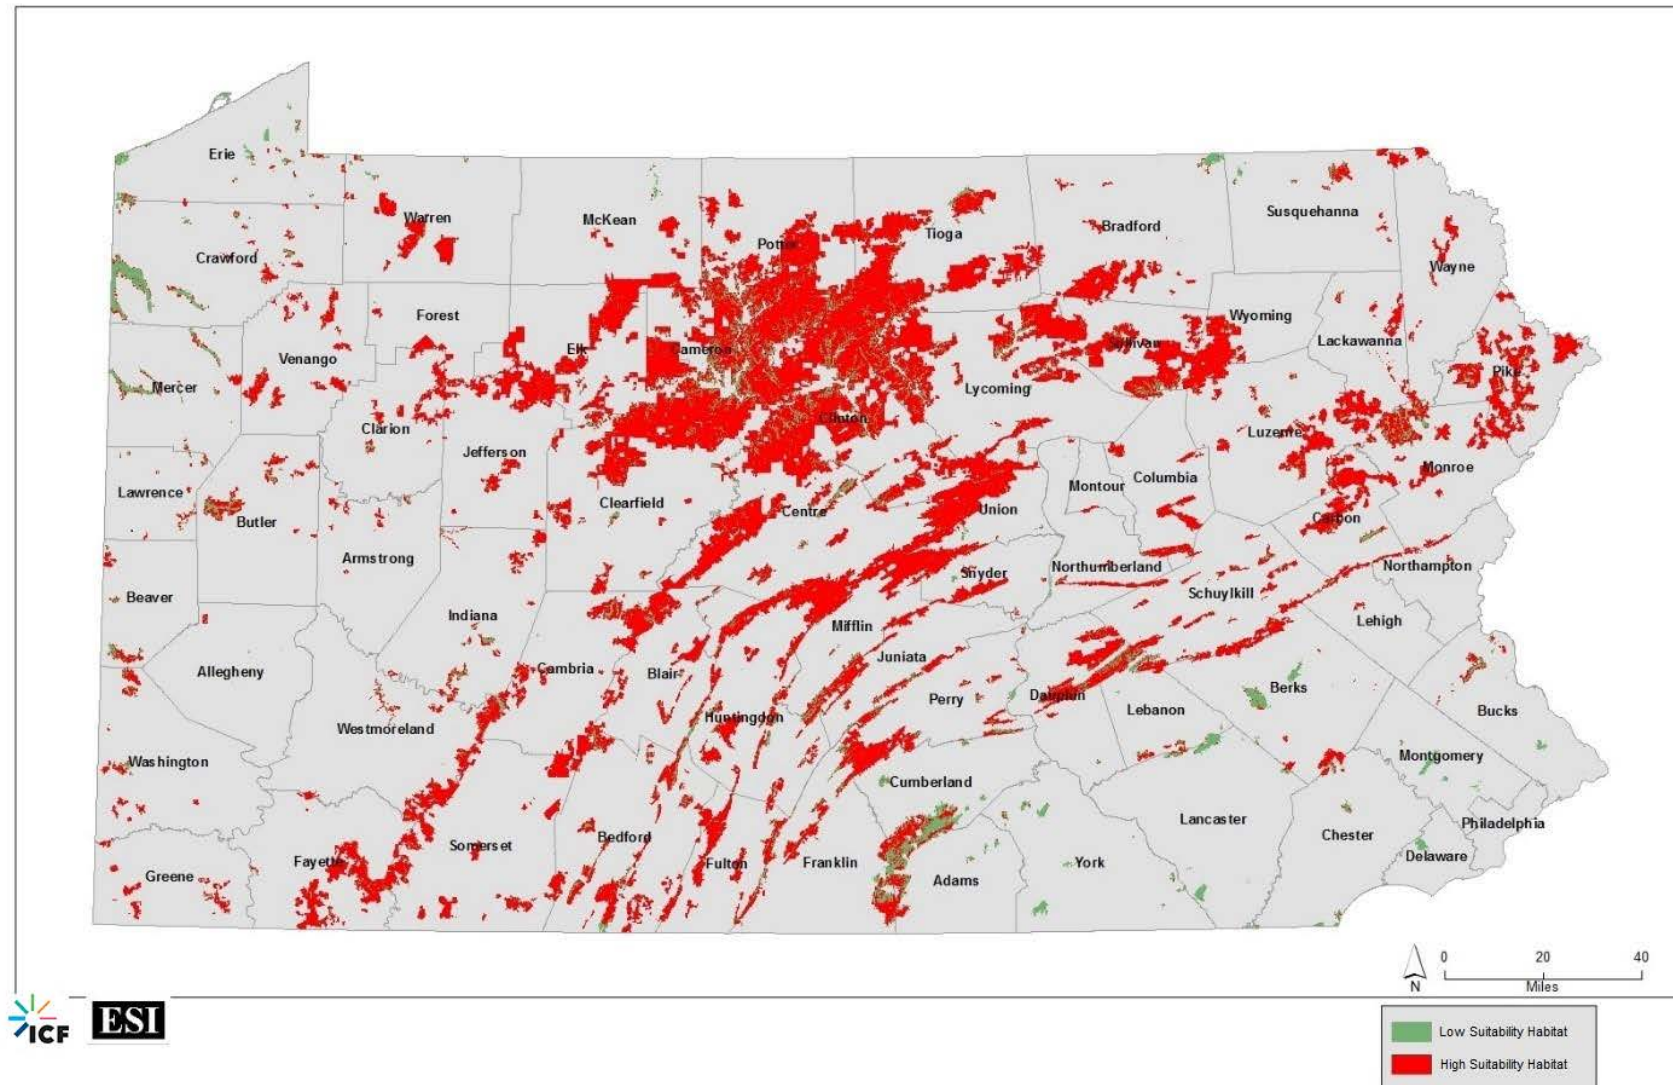 Erie
Warren
McKean
Potter
Tioga
Bradford
Susquehanna
Wayne
Crawford
Forest
Elk
Cameron
Sullivan
Wyoming
Lackawanna
Pike
Venango
Mercer
Clarion
Jefferson
Clinton
Lycoming
Luzerne
Monroe
Lawrence
Butler
Clearfield
Centre
Union
Montour
Columbia
Carbon
Armstrong
Snyder
Northumberland
Northampton
Beaver
Indiana
Mifflin
Schuylkill
Lehigh
Allegheny
Cambria
Blair
Juniata
Huntingdon
Perry
Dauphin
Lebanon
Berks
Bucks
Westmoreland
Washington
Cumberland
Montgomery
Greene
Fayette
Somerset
Bedford
Fulton
Franklin
Adams
York
Lancaster
Chester
Delaware
Philadelphia
N
0 20 40
Miles
ICF
ESI
Low Suitability Habitat
High Suitability Habitat